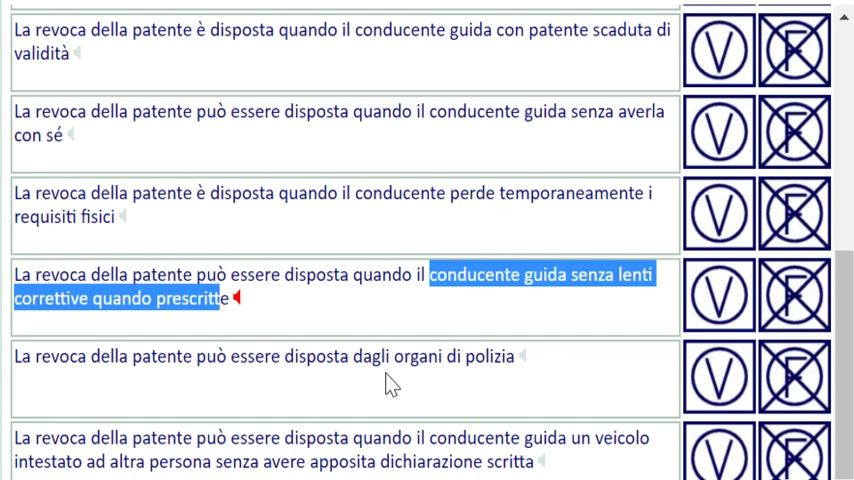 La revoca della patente è disposta quando il conducente guida con patente scaduta di
validità
V F
La revoca della patente può essere disposta quando il conducente guida senza averla
con sé
V F
La revoca della patente è disposta quando il conducente perde temporaneamente i
requisiti fisici
V F
La revoca della patente può essere disposta quando il conducente guida senza lenti
correttive quando prescritte
V F
La revoca della patente può essere disposta dagli organi di polizia
V F
La revoca della patente può essere disposta quando il conducente guida un veicolo
intestato ad altra persona senza avere apposita dichiarazione scritta
V F